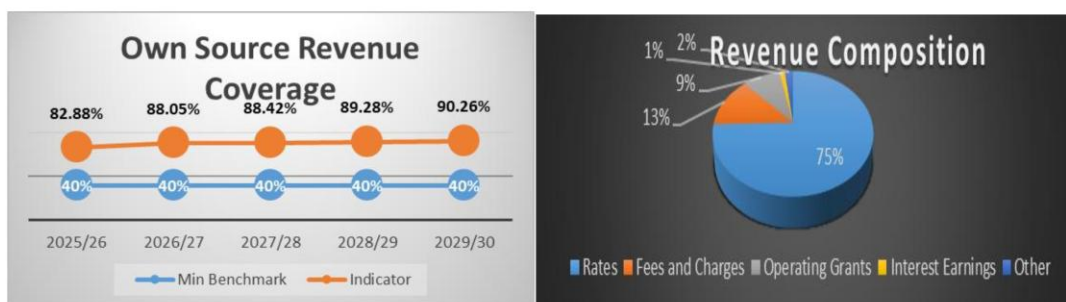 Own Source Revenue
Coverage
82.88% 88.05% 88.42% 89.28% 90.26%
40% 40% 40% 40% 40%
2025/26 2026/27 2027/28 2028/29 2029/30
Min Benchmark Indicator
Revenue Composition
1% 2%
9%
13%
75%
Rates Fees and Charges Operating Grants Interest Earnings Other